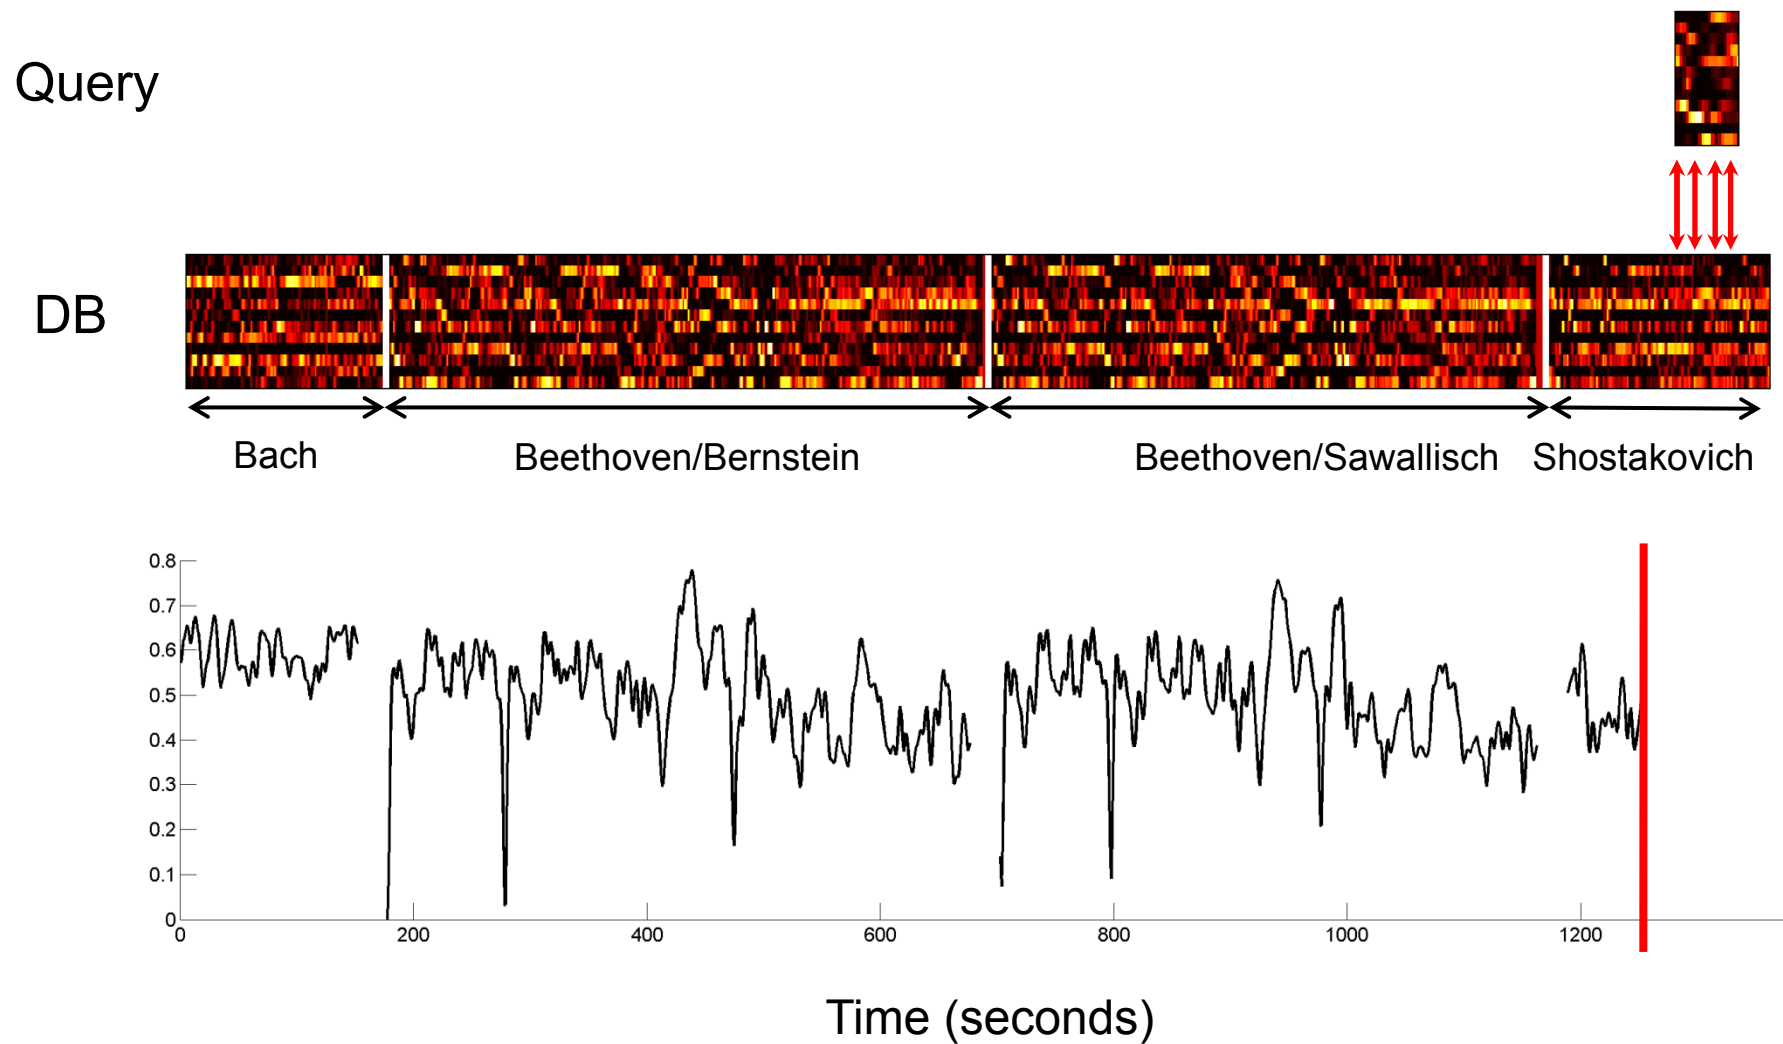 Query
DB
Bach
Beethoven/Bernstein
Beethoven/Sawallisch
Shostakovich
0.8
0.7
0.6
0.5
0.4
0.3
0.2
0.1
0
0 200 400 600 800 1000 1200
Time (seconds)